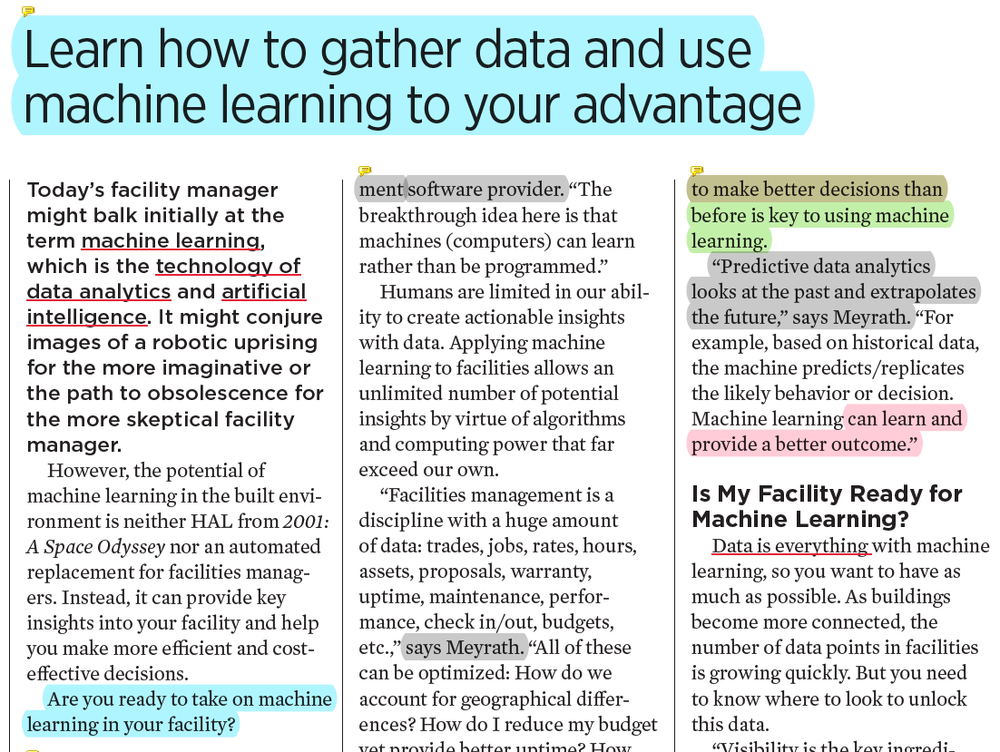 Learn how to gather data and use
machine learning to your advantage
Today’s facility manager
might balk initially at the
term machine learning,
which is the technology of
data analytics and artificial
intelligence. It might conjure
images of a robotic uprising
for the more imaginative or
the path to obsolescence for
the more skeptical facility
manager.
However, the potential of
machine learning in the built envi-
ronment is neither HAL from 2001:
A Space Odyssey nor an automated
replacement for facilities manag-
ers. Instead, it can provide key
insights into your facility and help
you make more efficient and cost-
effective decisions.
Are you ready to take on machine
learning in your facility?
ment software provider. “The
breakthrough idea here is that
machines (computers) can learn
rather than be programmed.”
Humans are limited in our abil-
ity to create actionable insights
with data. Applying machine
learning to facilities allows an
unlimited number of potential
insights by virtue of algorithms
and computing power that far
exceed our own.
“Facilities management is a
discipline with a huge amount
of data: trades, jobs, rates, hours,
assets, proposals, warranty,
uptime, maintenance, perfor-
mance, check in/out, budgets,
etc.,” says Meyrath. “All of these
can be optimized: How do we
account for geographical differ-
ences? How do I reduce my budget
yet provide better uptime? How
to make better decisions than
before is key to using machine
learning.
“Predictive data analytics
looks at the past and extrapolates
the future,” says Meyrath. “For
example, based on historical data,
the machine predicts/replicates
the likely behavior or decision.
Machine learning can learn and
provide a better outcome.”
Is My Facility Ready for
Machine Learning?
Data is everything with machine
learning, so you want to have as
much as possible. As buildings
become more connected, the
number of data points in facilities
is growing quickly. But you need
to know where to look to unlock
this data.
“Visibility is the key ingredi-